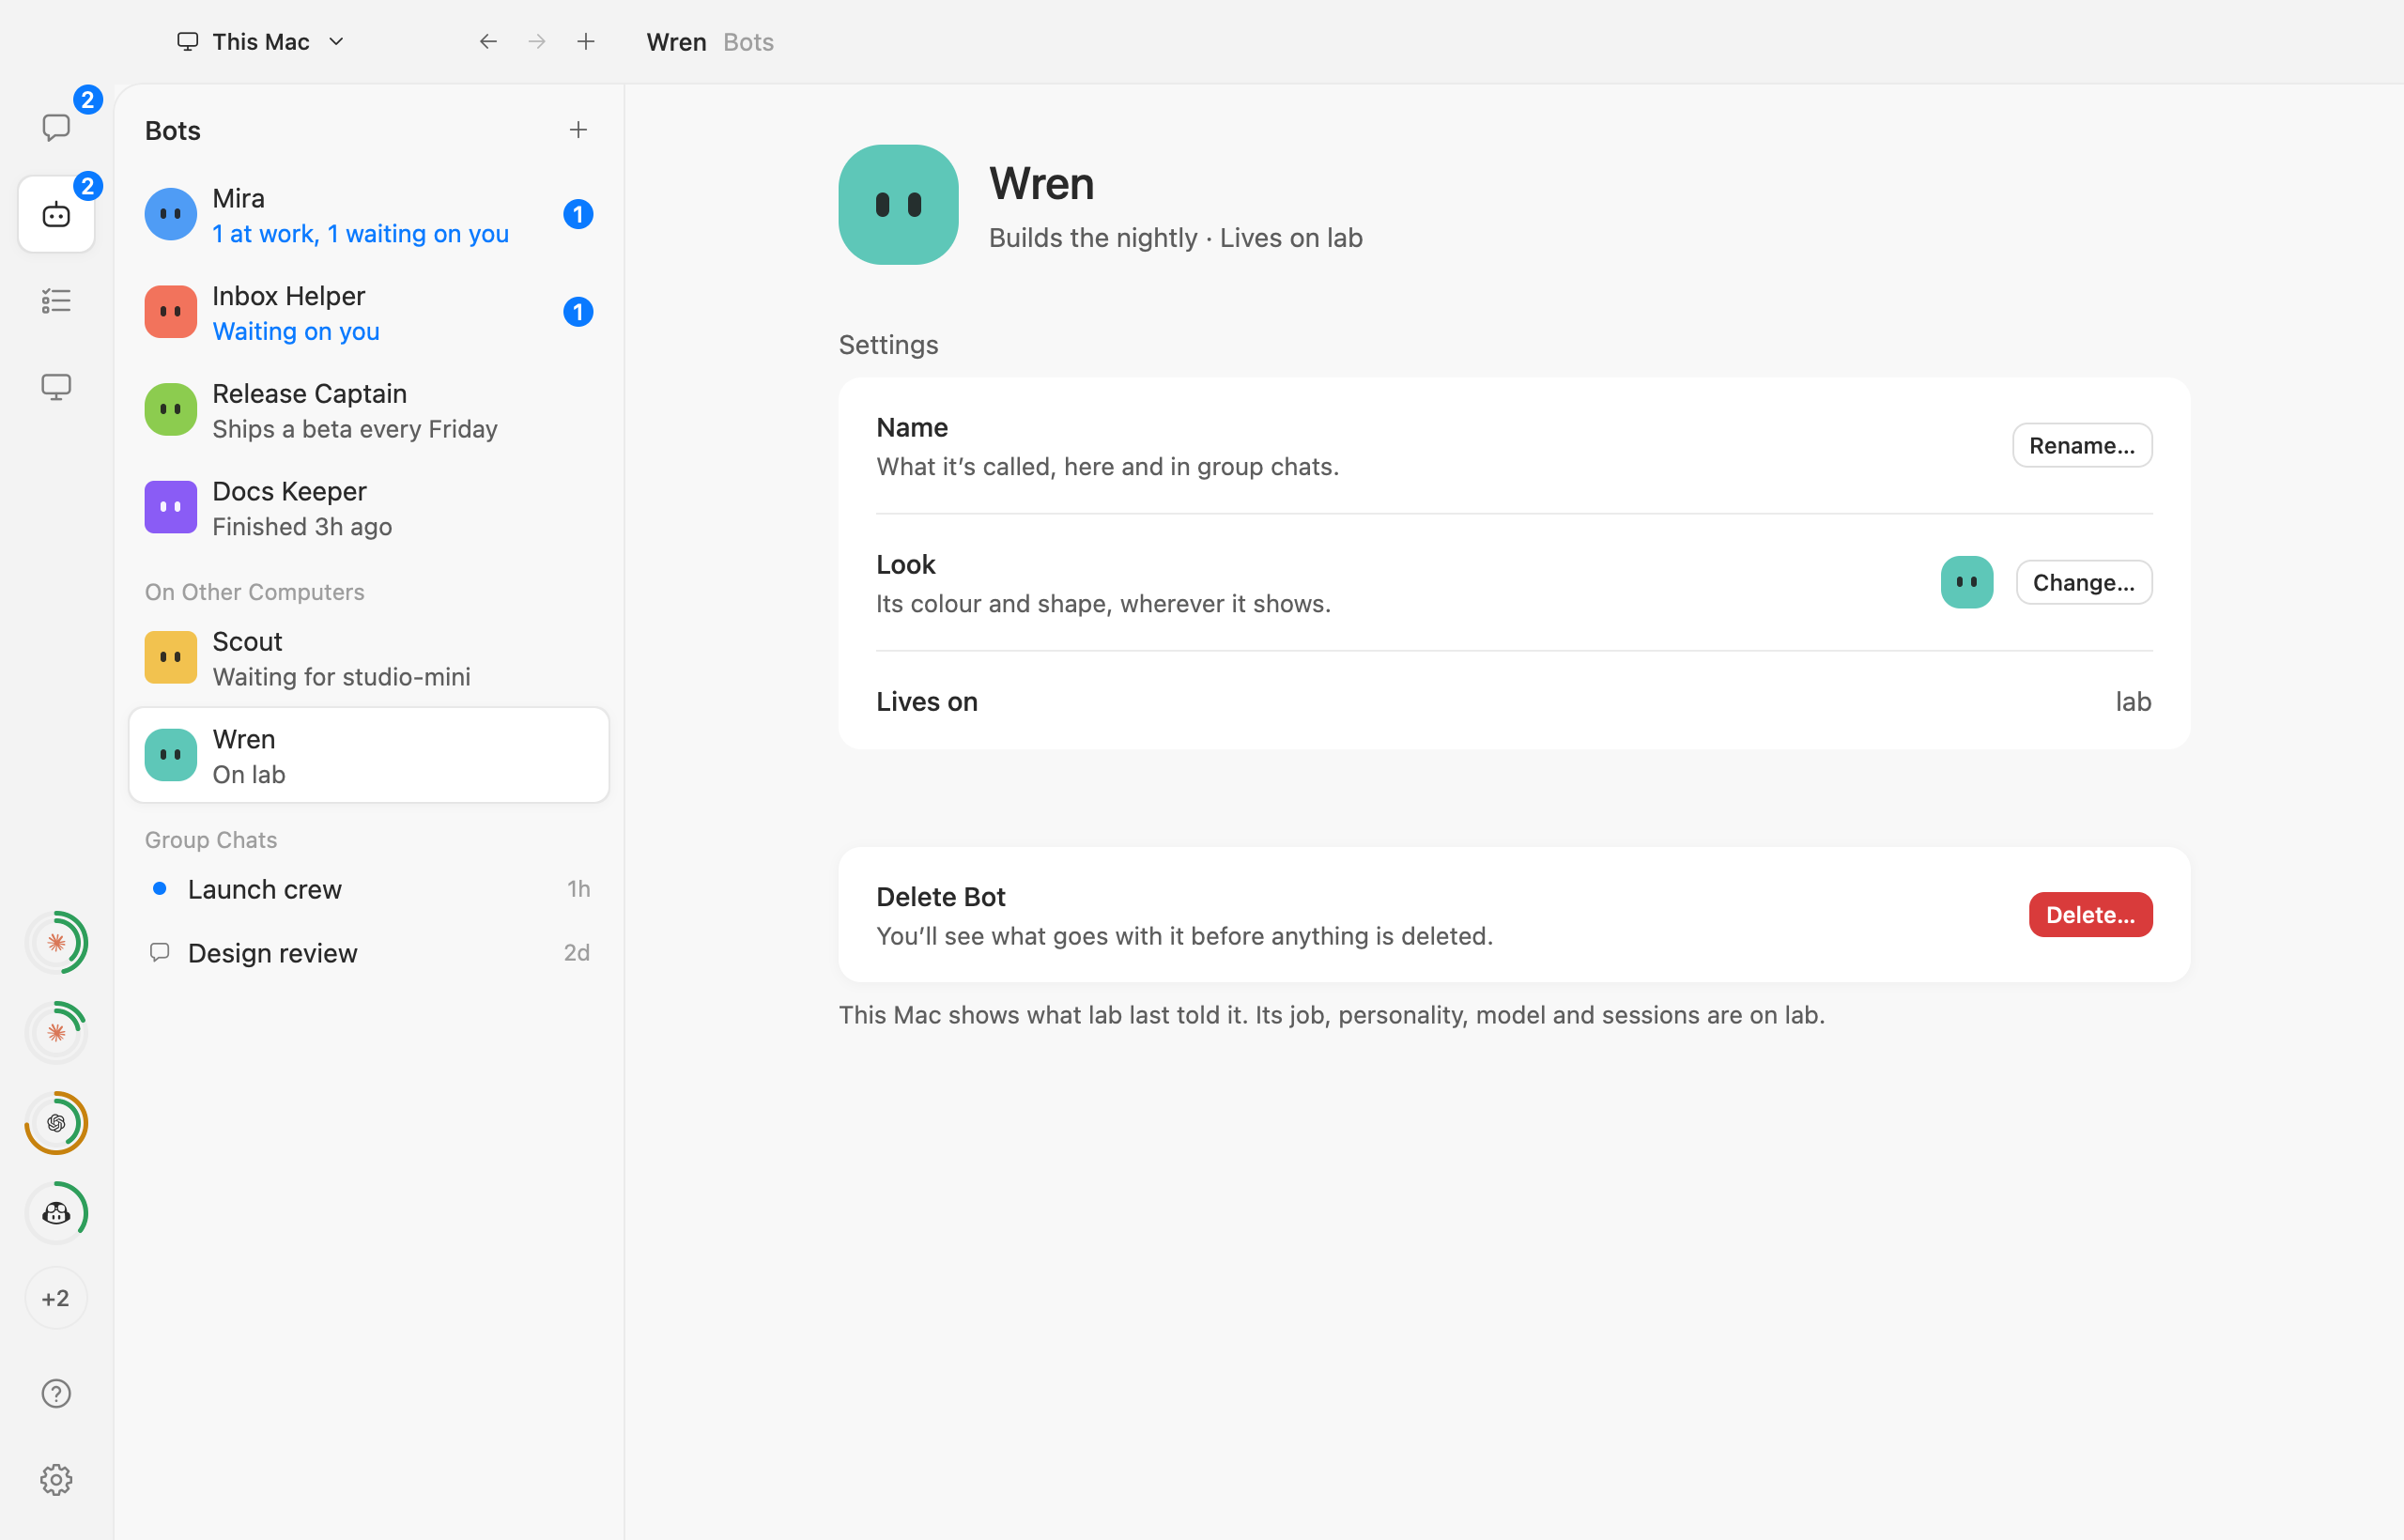 This Mac
Wren Bots
2
2
Bots
Mira
1 at work, 1 waiting on you
1
Inbox Helper
Waiting on you
1
Release Captain
Ships a beta every Friday
Docs Keeper
Finished 3h ago
On Other Computers
Scout
Waiting for studio-mini
Wren
On lab
Group Chats
Launch crew 1h
Design review 2d
+2
Wren
Builds the nightly · Lives on lab
Settings
Name
What it’s called, here and in group chats.
Rename...
Look
Its colour and shape, wherever it shows.
Change...
Lives on lab
Delete Bot
You’ll see what goes with it before anything is deleted.
Delete...
This Mac shows what lab last told it. Its job, personality, model and sessions are on lab.